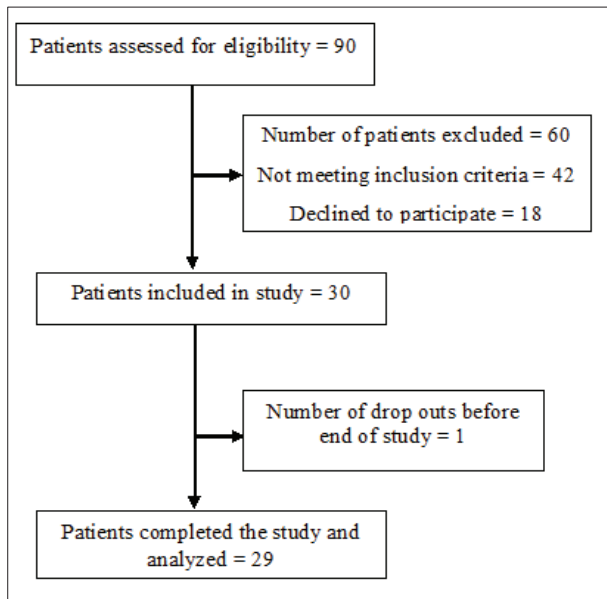 Patients assessed for eligibility = 90
Number of patients excluded = 60
Not meeting inclusion criteria = 42
Declined to participate = 18
Patients included in study = 30
Number of drop outs before
end of study = 1
Patients completed the study and
analyzed = 29